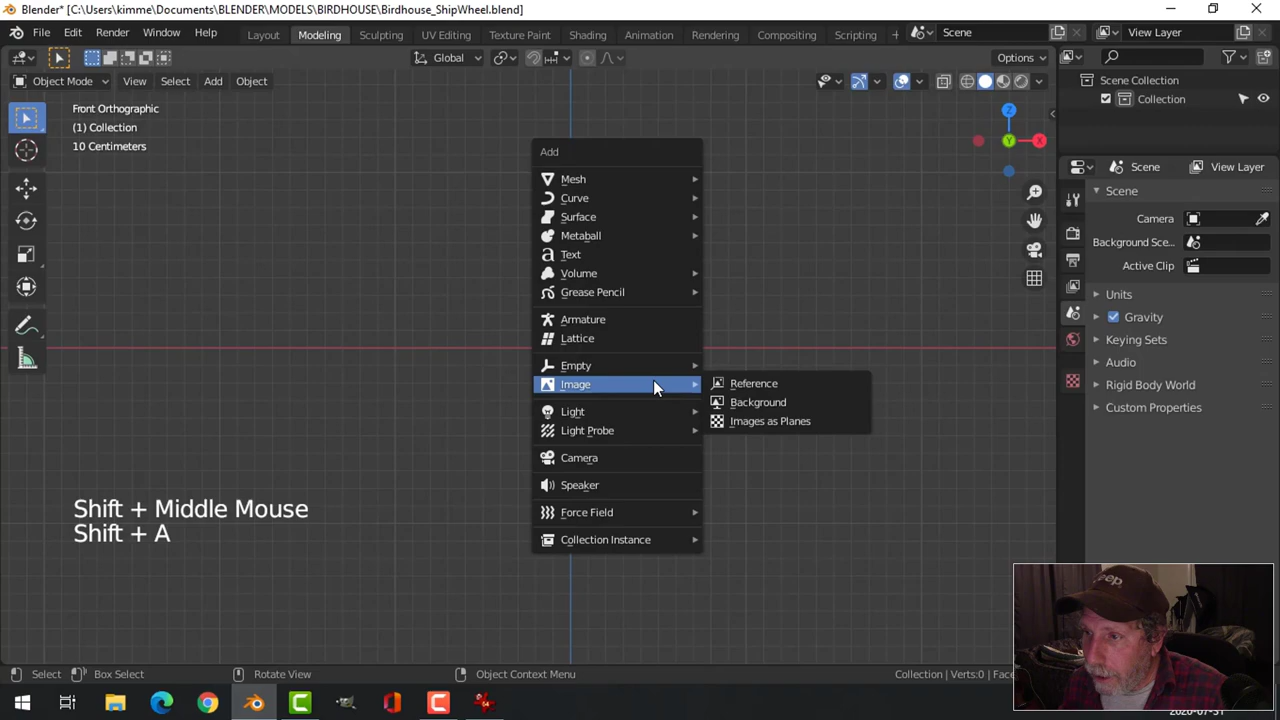 Blender* [C:\Users\kimme\Documents\BLENDER\MODELS\BIRDHOUSE\Birdhouse_ShipWheel.blend]
File Edit Render Window Help Layout Modeling Sculpting UV Editing Texture Paint Shading Animation Rendering Compositing Scripting + Scene View Layer
Global Options
Object Mode View Select Add Object
Front Orthographic
(1) Collection
10 Centimeters
Z
X
Y
Scene Collection
Collection
Scene View Layer
Scene
Camera
Background Sce...
Active Clip
Units
Gravity
Keying Sets
Audio
Rigid Body World
Custom Properties
Add
Mesh
Curve
Surface
Metaball
Text
Volume
Grease Pencil
Armature
Lattice
Empty
Image
Light
Light Probe
Camera
Speaker
Force Field
Collection Instance
Reference
Background
Images as Planes
Shift + Middle Mouse
Shift + A
Jeep
Select Box Select Rotate View Object Context Menu Collection | Verts:0 | Face
2020-07-31